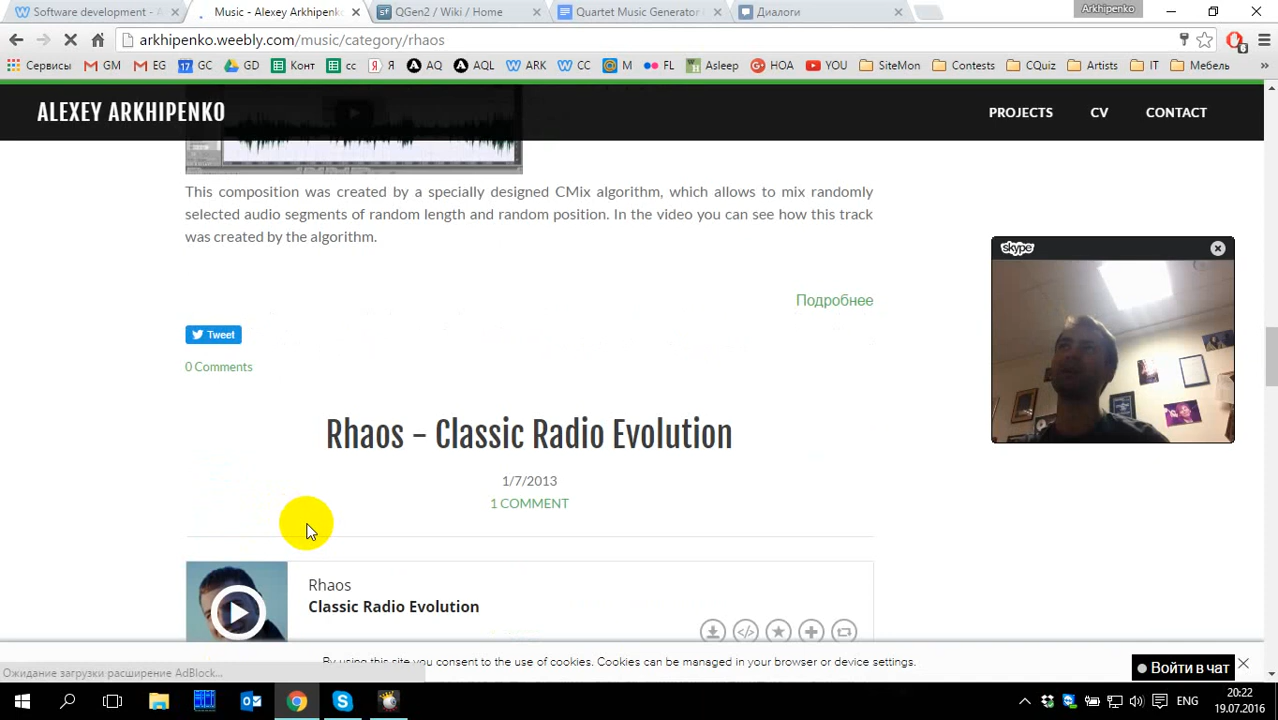 Software development - A
Music - Alexey Arkhipenko
QGen2 / Wiki / Home
Quartet Music Generator
Диалоги
Arkhipenko
arkhipenko.weebly.com/music/category/rhaos
Сервисы GM EG GC GD Конт cc Я AQ AQL ARK CC M FL Asleep HOA YOU SiteMon Contests CQuiz Artists IT Мебель »
ALEXEY ARKHIPENKO
PROJECTS CV CONTACT
This composition was created by a specially designed CMix algorithm, which allows to mix randomly
selected audio segments of random length and random position. In the video you can see how this track
was created by the algorithm.
skype
Подробнее
Tweet
0 Comments
Rhaos – Classic Radio Evolution
1/7/2013
1 COMMENT
Rhaos
Classic Radio Evolution
By using this site you consent to the use of cookies. Cookies can be managed in your browser or device settings.
Войти в чат
Ожидание загрузки расширение AdBlock...
ENG
20:22
19.07.2016